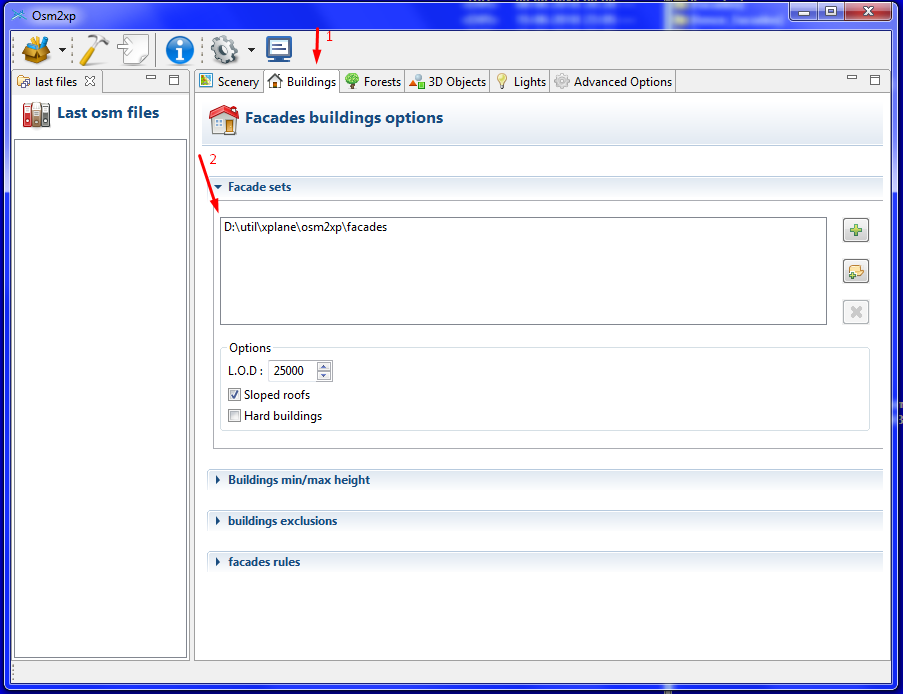 Osm2xp
1
last files
Scenery
Buildings
Forests
3D Objects
Lights
Advanced Options
Last osm files
Facades buildings options
2
Facade sets
D:\util\xplane\osm2xp\facades
Options
L.O.D :
25000
Sloped roofs
Hard buildings
Buildings min/max height
buildings exclusions
facades rules